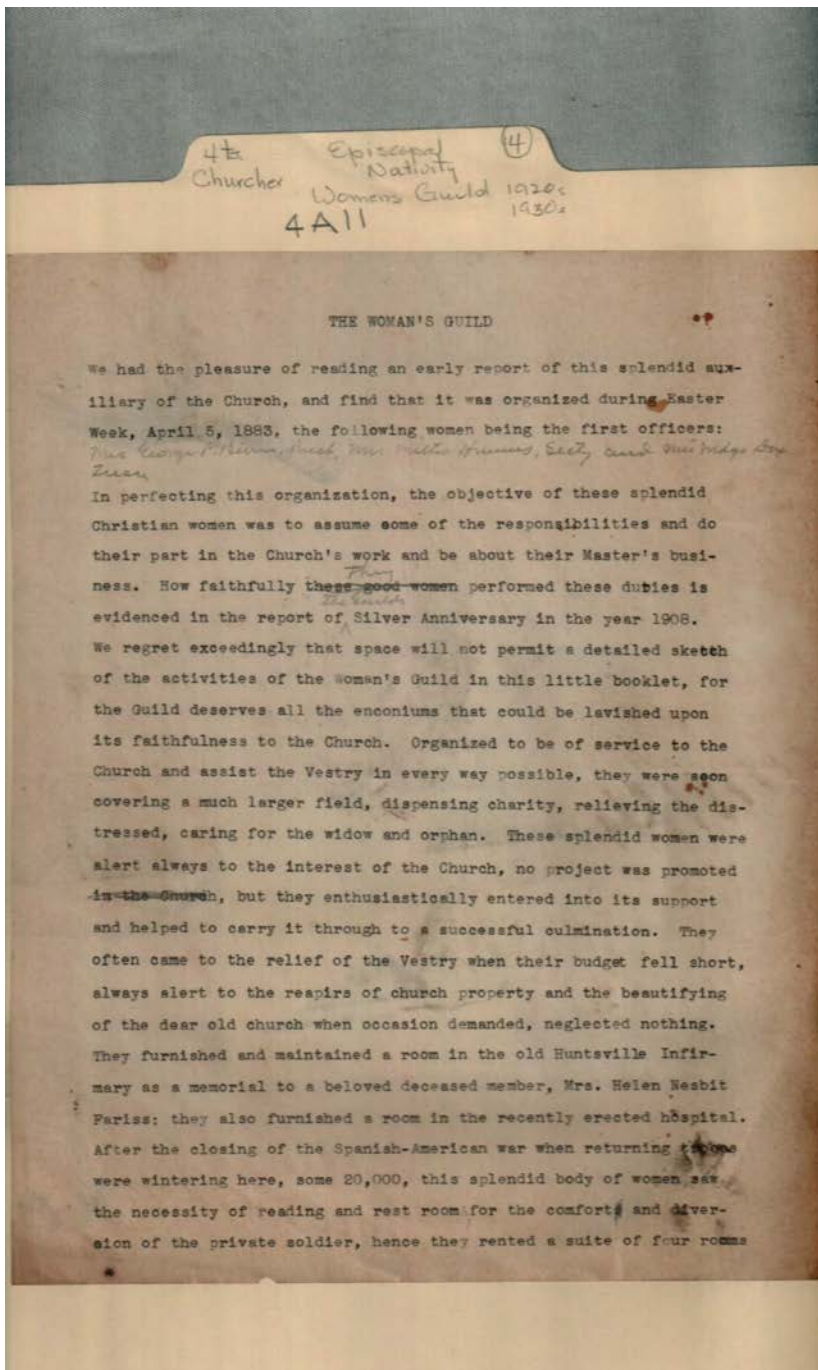 4th Episcopal ④
Churches Nativity
Womens Guild 1920s
1930s
4A11
THE WOMAN'S GUILD
We had the pleasure of reading an early report of this splendid aux-
iliary of the Church, and find that it was organized during Easter
Week, April 5, 1883, the following women being the first officers:
Mrs George P. Mrs Secty and Mrs
In perfecting this organization, the objective of these splendid
Christian women was to assume some of the responsibilities and do
their part in the Church's work and be about their Master's busi-
They
ness. How faithfully these good women performed these duties is
the Guilds
evidenced in the report of Silver Anniversary in the year 1908.
We regret exceedingly that space will not permit a detailed sketch
of the activities of the Woman's Guild in this little booklet, for
the Guild deserves all the enconiums that could be lavished upon
its faithfulness to the Church. Organized to be of service to the
Church and assist the Vestry in every way possible, they were soon
covering a much larger field, dispensing charity, relieving the dis-
tressed, caring for the widow and orphan. These splendid women were
alert always to the interest of the Church, no project was promoted
in the Church, but they enthusiastically entered into its support
and helped to carry it through to a successful culmination. They
often came to the relief of the Vestry when their budget fell short,
always alert to the reapirs of church property and the beautifying
of the dear old church when occasion demanded, neglected nothing.
They furnished and maintained a room in the old Huntsville Infir-
mary as a memorial to a beloved deceased member, Mrs. Helen Nesbit
Fariss: they also furnished a room in the recently erected hospital.
After the closing of the Spanish-American war when returning troops
were wintering here, some 20,000, this splendid body of women saw
the necessity of reading and rest room for the comfort and diver-
sion of the private soldier, hence they rented a suite of four rooms